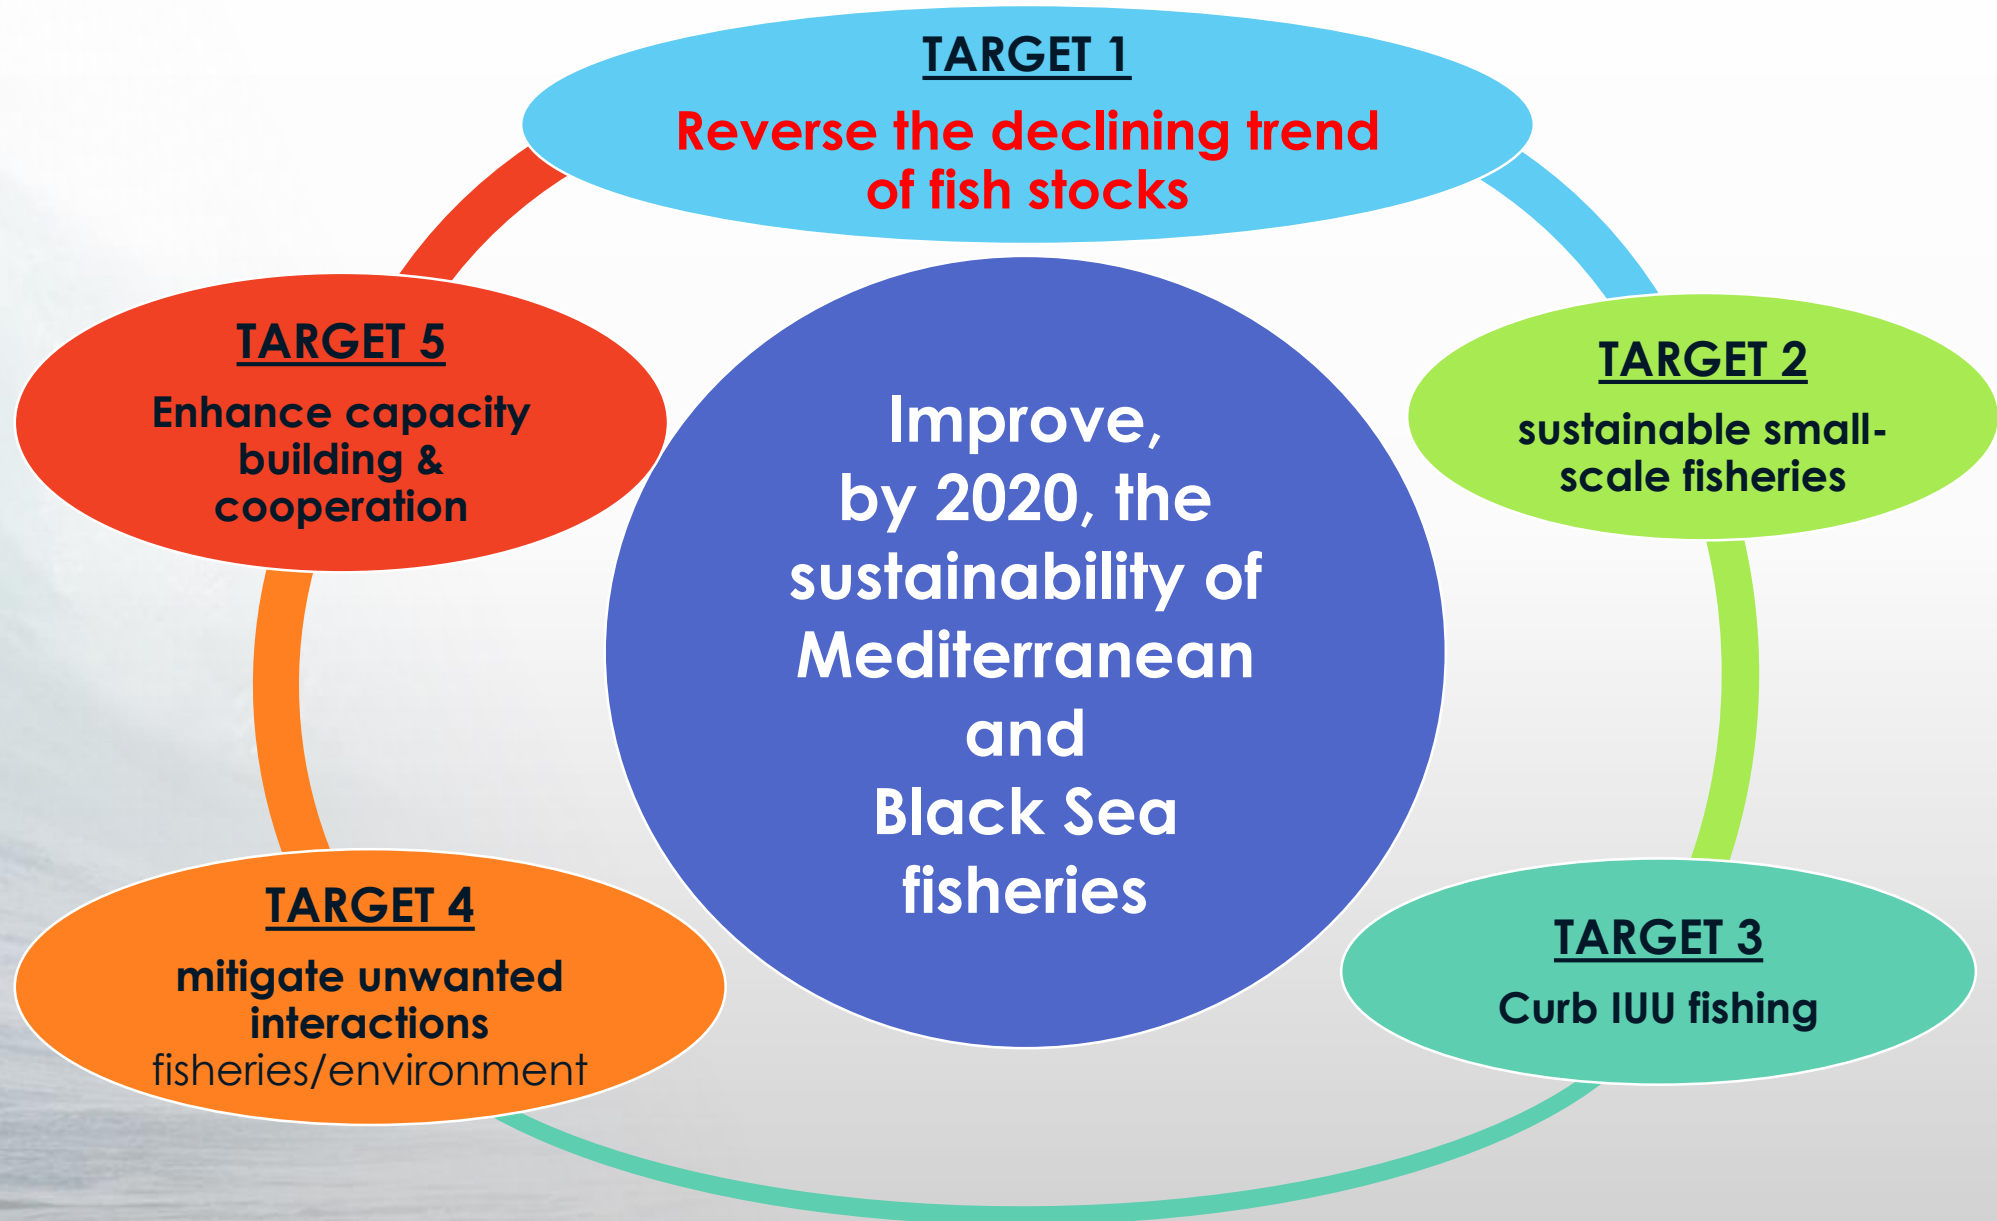 TARGET 1
Reverse the declining trend
of fish stocks
TARGET 2
sustainable small-
scale fisheries
TARGET 3
Curb IUU fishing
TARGET 4
mitigate unwanted
interactions
fisheries/environment
TARGET 5
Enhance capacity
building &
cooperation
Improve,
by 2020, the
sustainability of
Mediterranean
and
Black Sea
fisheries